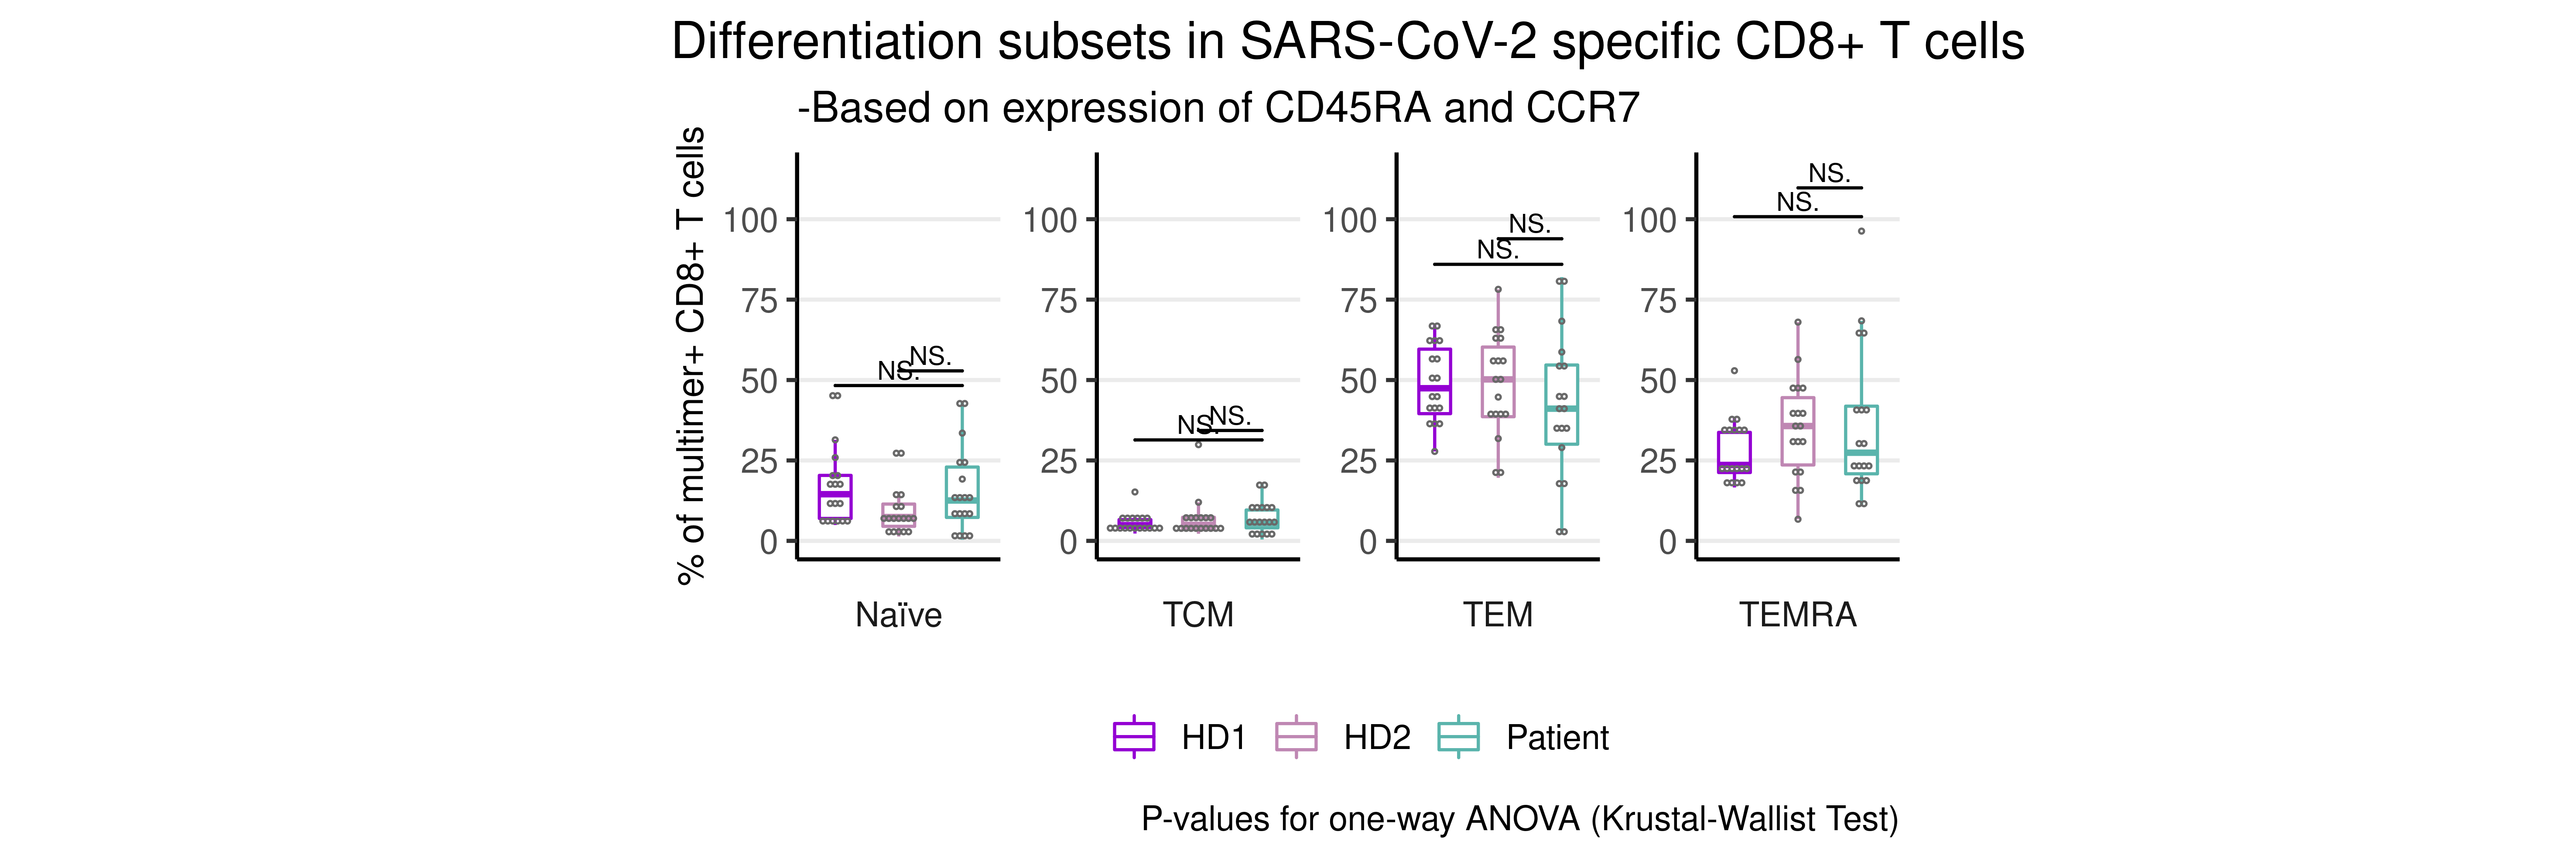 Differentiation subsets in SARS-CoV-2 specific CD8+ T cells
-Based on expression of CD45RA and CCR7
% of multimer+ CD8+ T cells
100
75
50
25
0
NS.
NS.
Naïve
100
75
50
25
0
NS.
NS.
TCM
100
75
50
25
0
NS.
NS.
TEM
100
75
50
25
0
NS.
NS.
TEMRA
HD1 HD2 Patient
P-values for one-way ANOVA (Krustal-Wallist Test)